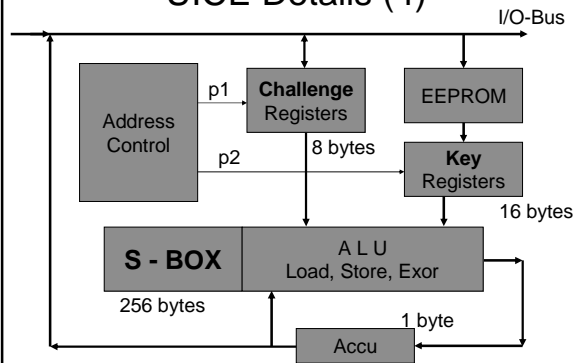 I/O-Bus
p1
Challenge
Registers
EEPROM
Address
Control
8 bytes
p2
Key
Registers
16 bytes
S - BOX
A L U
Load, Store, Exor
256 bytes
1 byte
Accu